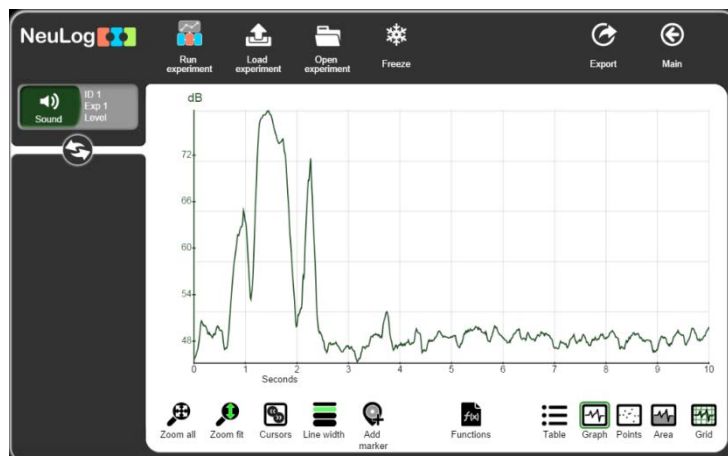 NeuLog
Run
experiment
Load
experiment
Open
experiment
Freeze
Export
Main
Sound
ID 1
Exp 1
Level
dB
72
66
60
54
48
0 1 2 3 4 5 6 7 8 9 10
Seconds
Zoom all
Zoom fit
Cursors
Line width
Add
marker
f(x)
Functions
Table
Graph
Points
Area
Grid